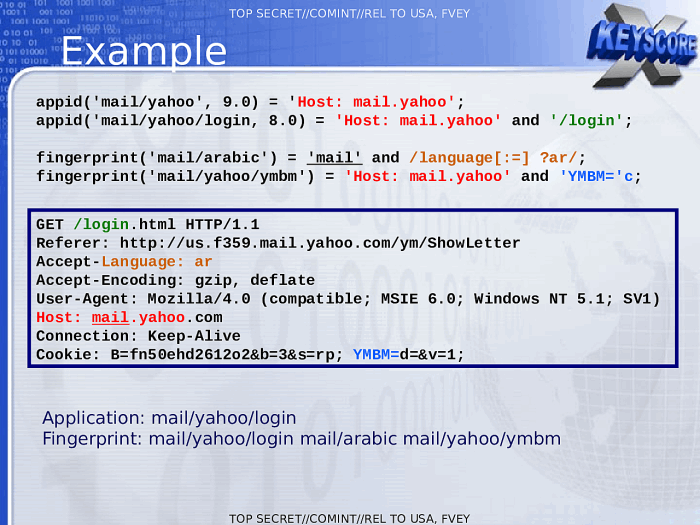 TOP SECRET//COMINT//REL TO USA, FVEY
Example
XKEYSCORE
appid('mail/yahoo', 9.0) = 'Host: mail.yahoo';
appid('mail/yahoo/login, 8.0) = 'Host: mail.yahoo' and '/login';
fingerprint('mail/arabic') = 'mail' and /language[:=] ?ar/;
fingerprint('mail/yahoo/ymbm') = 'Host: mail.yahoo' and 'YMBM='c;
GET /login.html HTTP/1.1
Referer: http://us.f359.mail.yahoo.com/ym/ShowLetter
Accept-Language: ar
Accept-Encoding: gzip, deflate
User-Agent: Mozilla/4.0 (compatible; MSIE 6.0; Windows NT 5.1; SV1)
Host: mail.yahoo.com
Connection: Keep-Alive
Cookie: B=fn50ehd2612o2&b=3&s=rp; YMBM=d=&v=1;
Application: mail/yahoo/login
Fingerprint: mail/yahoo/login mail/arabic mail/yahoo/ymbm
TOP SECRET//COMINT//REL TO USA, FVEY